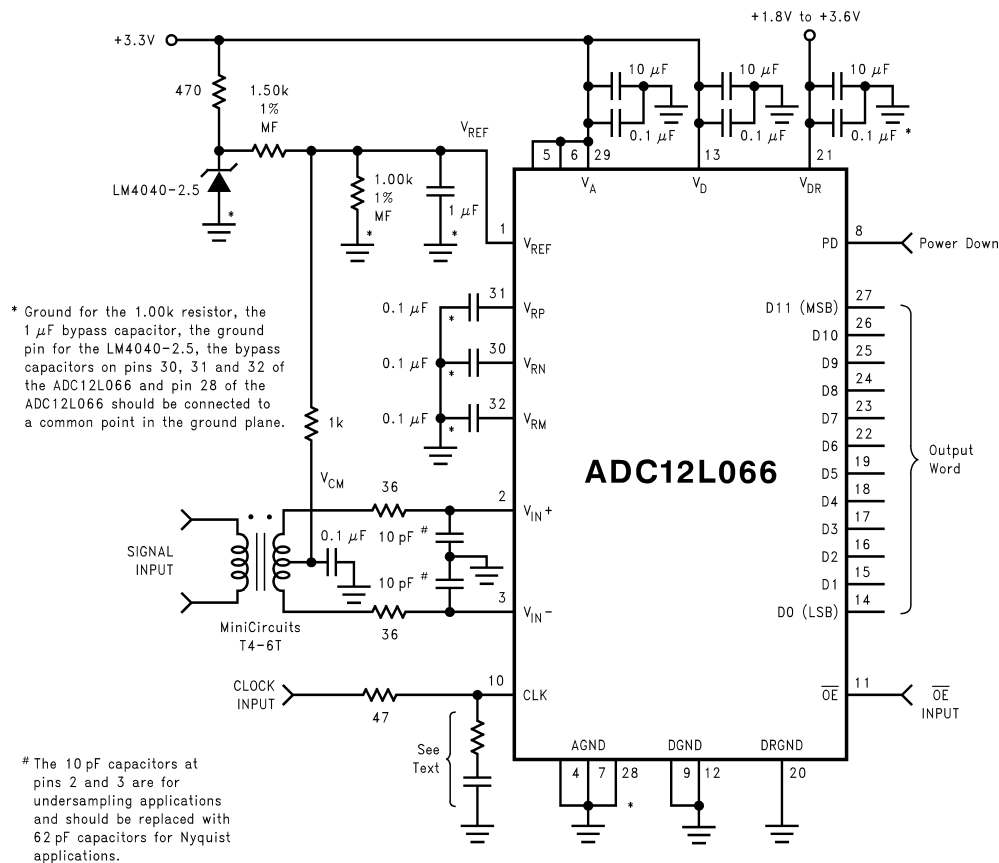 +1.8V to +3.6V
+3.3V
10 µF
10 µF
10 µF
470
1.50k
1%
MF
0.1 µF
0.1 µF
0.1 µF *
V_REF
5
6
29
13
21
V_A
V_D
V_DR
LM4040-2.5
*
1.00k
1%
MF
*
1 µF
*
1
V_REF
8
PD
Power Down
* Ground for the 1.00k resistor, the
1 µF bypass capacitor, the ground
pin for the LM4040-2.5, the bypass
capacitors on pins 30, 31 and 32 of
the ADC12L066 and pin 28 of the
ADC12L066 should be connected to
a common point in the ground plane.
0.1 µF
*
31
V_RP
0.1 µF
*
30
V_RN
0.1 µF
*
32
V_RM
D11 (MSB)
27
D10
26
D9
25
D8
24
D7
23
D6
22
D5
19
D4
18
D3
17
D2
16
D1
15
D0 (LSB)
14
Output
Word
ADC12L066
1k
V_CM
36
2
V_IN+
SIGNAL
INPUT
0.1 µF
10 pF #
10 pF #
3
V_IN−
36
MiniCircuits
T4-6T
CLOCK
INPUT
47
10
CLK
OE
11
OE
INPUT
See
Text
AGND
DGND
DRGND
4
7
28
*
9
12
20
# The 10 pF capacitors at
pins 2 and 3 are for
undersampling applications
and should be replaced with
62 pF capacitors for Nyquist
applications.